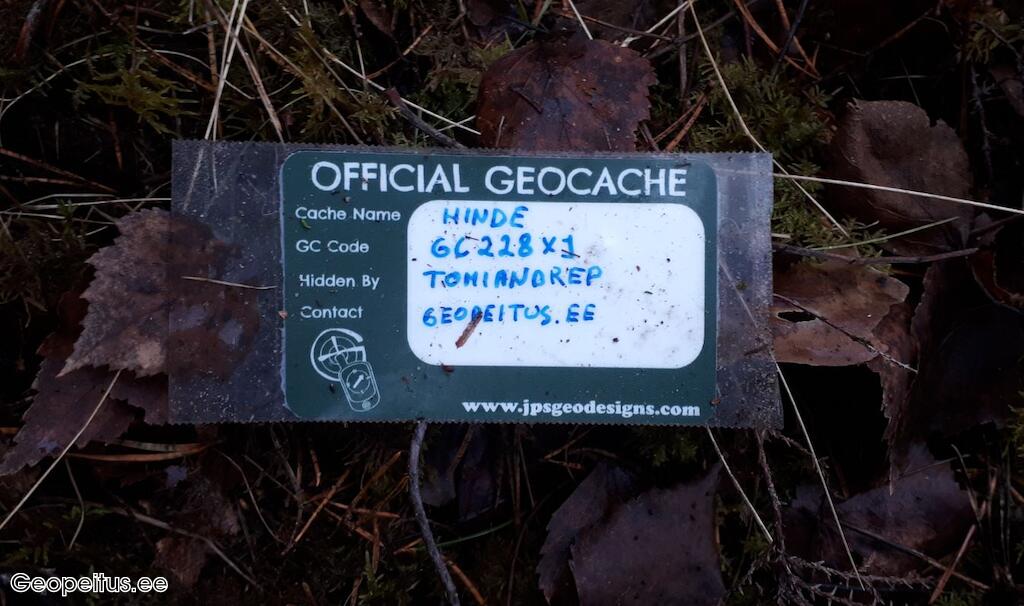 OFFICIAL GEOCACHE
Cache Name HINDE
GC Code GC228X1
Hidden By TOMIANDREP
Contact GEOPEITUS.EE
www.jpsgeodesigns.com
Geopeitus.ee